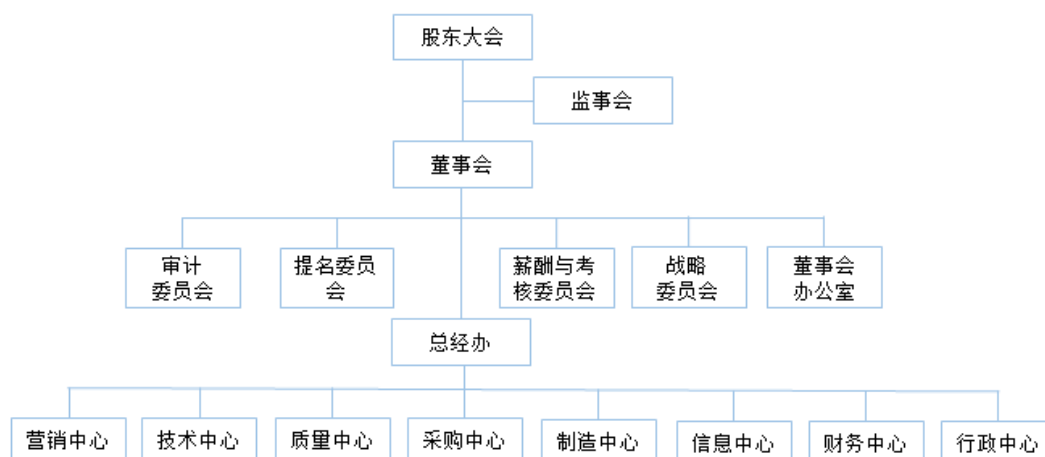 股东大会
监事会
董事会
审计
委员会
提名委员
会
薪酬与考
核委员会
战略
委员会
董事会
办公室
总经办
营销中心
技术中心
质量中心
采购中心
制造中心
信息中心
财务中心
行政中心